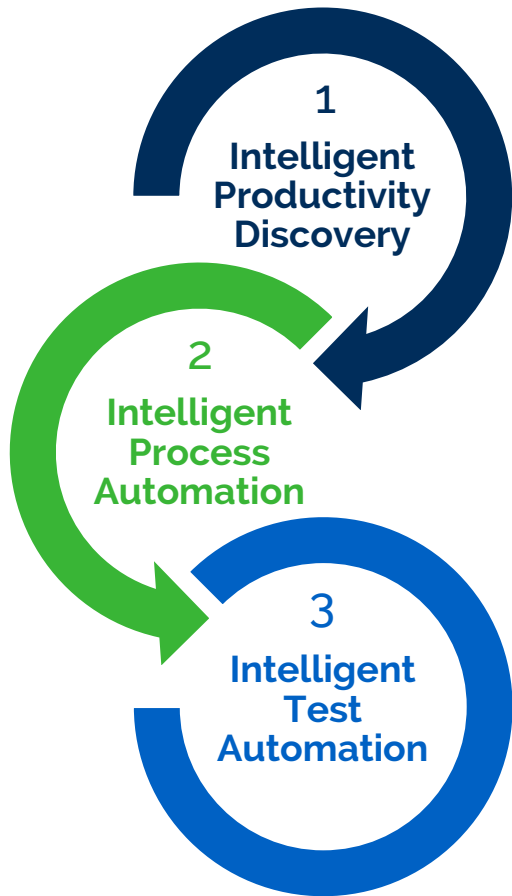 1
Intelligent
Productivity
Discovery
2
Intelligent
Process
Automation
3
Intelligent
Test
Automation